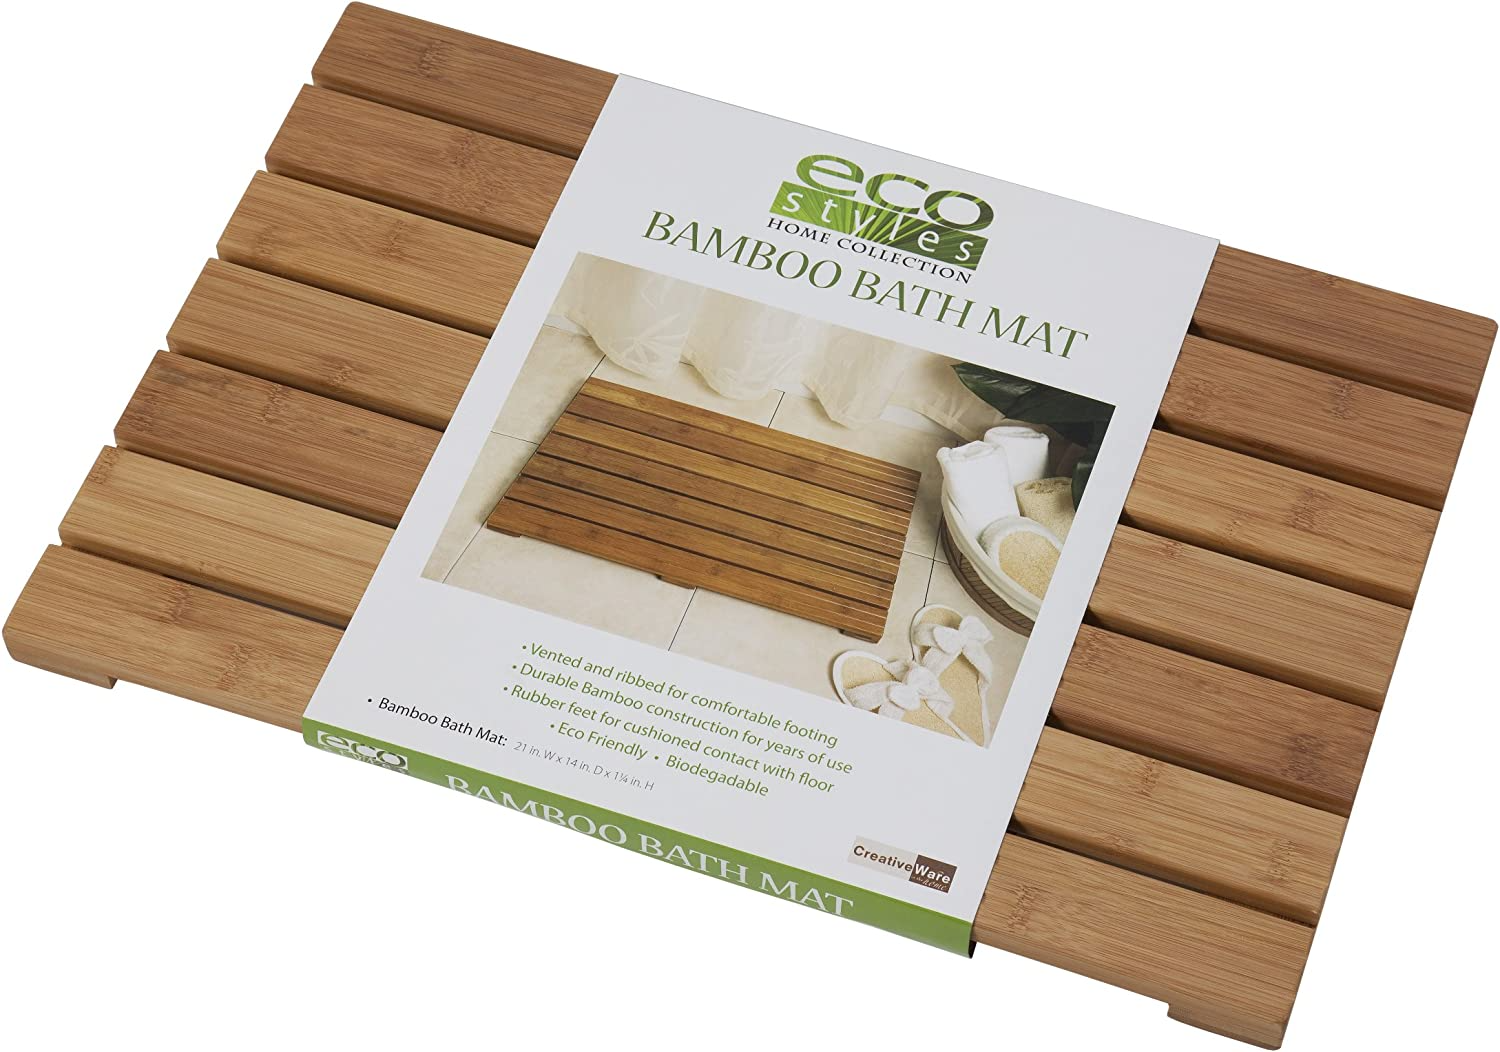 eco
styles
HOME COLLECTION
BAMBOO BATH MAT
• Vented and ribbed for comfortable footing
• Durable Bamboo construction for years of use
• Rubber feet for cushioned contact with floor
• Eco Friendly • Biodegadable
• Bamboo Bath Mat: 21 in. W x 14 in. D x 1¼ in. H
CreativeWare
home
eco
BAMBOO BATH MAT